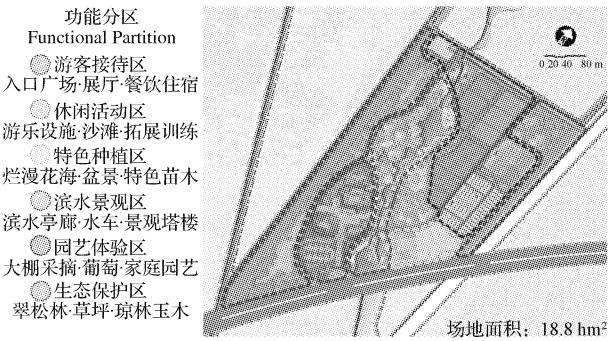 功能分区
Functional Partition
游客接待区
入口广场·展厅·餐饮住宿
休闲活动区
游乐设施·沙滩·拓展训练
特色种植区
烂漫花海·盆景·特色苗木
滨水景观区
滨水亭廊·水车·景观塔楼
园艺体验区
大棚采摘·葡萄·家庭园艺
生态保护区
翠松林·草坪·琼林玉木
0 20 40 80 m
场地面积：18.8 hm²